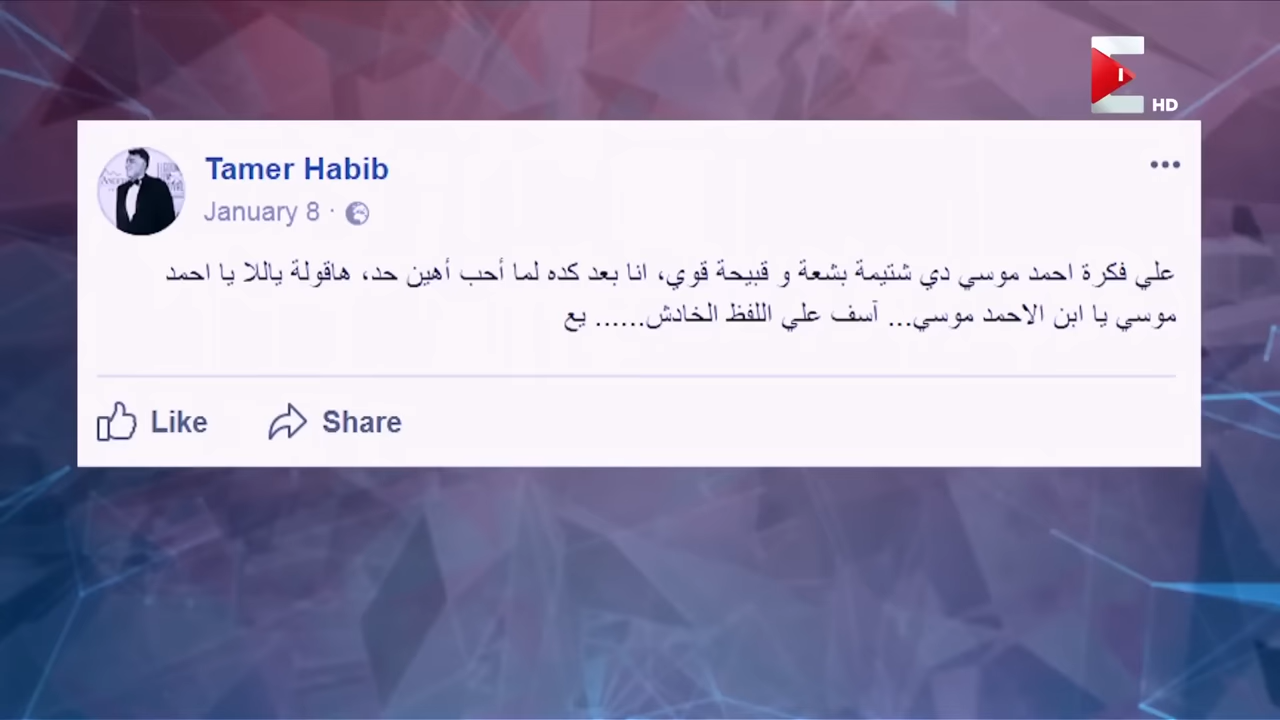 HD
Tamer Habib
January 8 ·
علي فكرة احمد موسي دي شتيمة بشعة و قبيحة قوي، انا بعد كده لما أحب أهين حد، هاقولة ياللا يا احمد
موسي يا ابن الاحمد موسي... آسف علي اللفظ الخادش...... يع
Like
Share